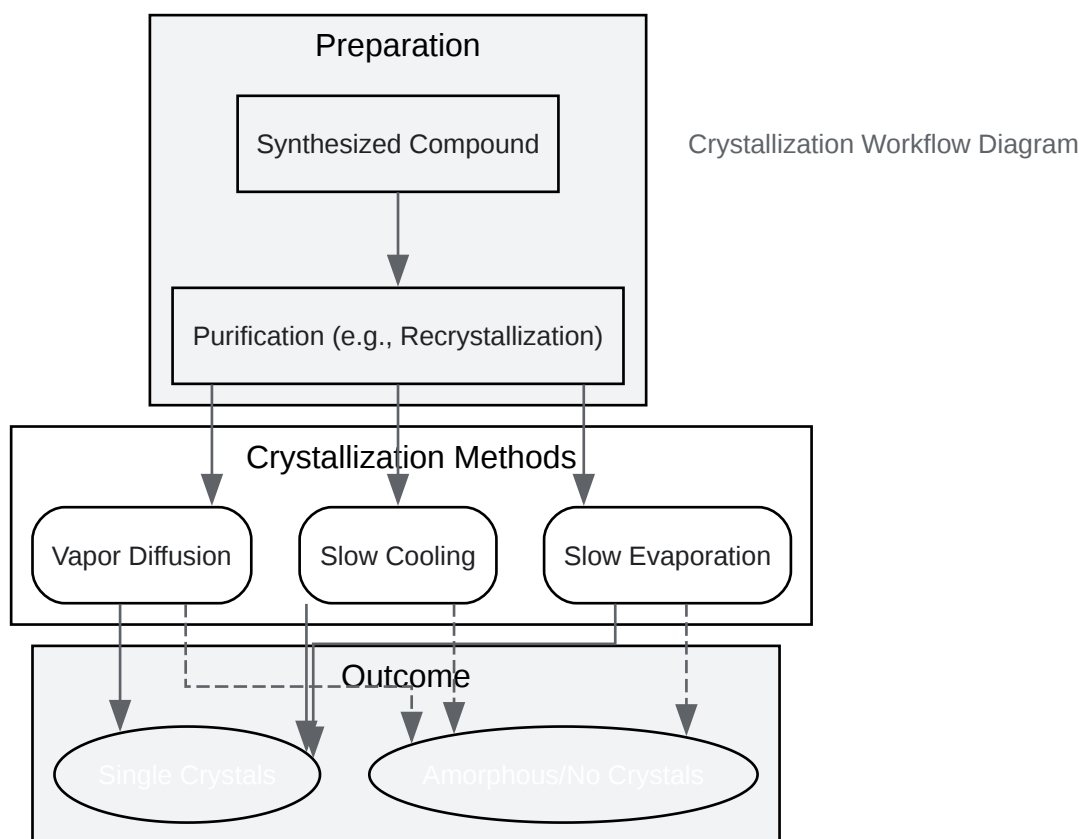 Preparation
Synthesized Compound
Crystallization Workflow Diagram
Purification (e.g., Recrystallization)
Crystallization Methods
Vapor Diffusion
Slow Cooling
Slow Evaporation
Outcome
Single Crystals
Amorphous/No Crystals